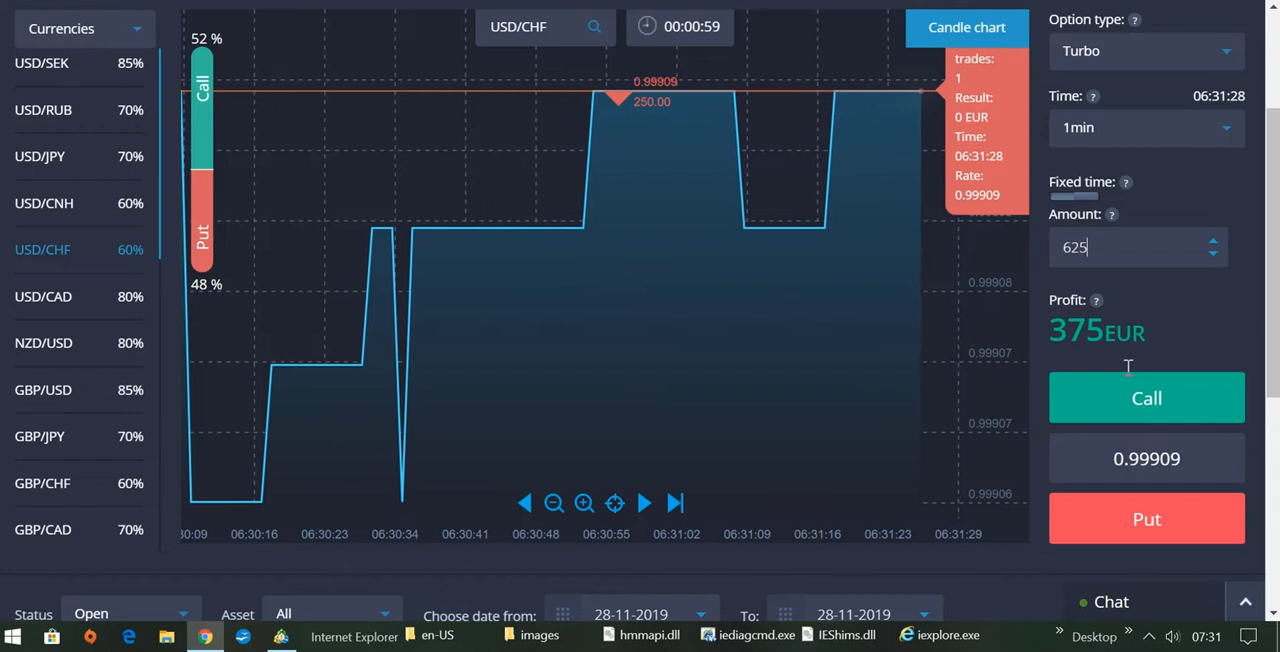 Currencies
USD/SEK 85%
USD/RUB 70%
USD/JPY 70%
USD/CNH 60%
USD/CHF 60%
USD/CAD 80%
NZD/USD 80%
GBP/USD 85%
GBP/JPY 70%
GBP/CHF 60%
GBP/CAD 70%
52 %
Call
Put
48 %
USD/CHF
00:00:59
Candle chart
0.99909
250.00
trades:
1
Result:
0 EUR
Time:
06:31:28
Rate:
0.99909
0.99908
0.99907
0.99907
0.99906
06:30:16 06:30:23 06:30:34 06:30:41 06:30:48 06:30:55 06:31:02 06:31:09 06:31:16 06:31:23 06:31:29
Option type: ?
Turbo
Time: ? 06:31:28
1min
Fixed time: ?
Amount: ?
625
Profit: ?
375EUR
Call
0.99909
Put
Status Open Asset All Choose date from: 28-11-2019 To: 28-11-2019
Chat
Internet Explorer en-US images hmmapi.dll iediagcmd.exe IEShims.dll iexplore.exe » Desktop » 07:31